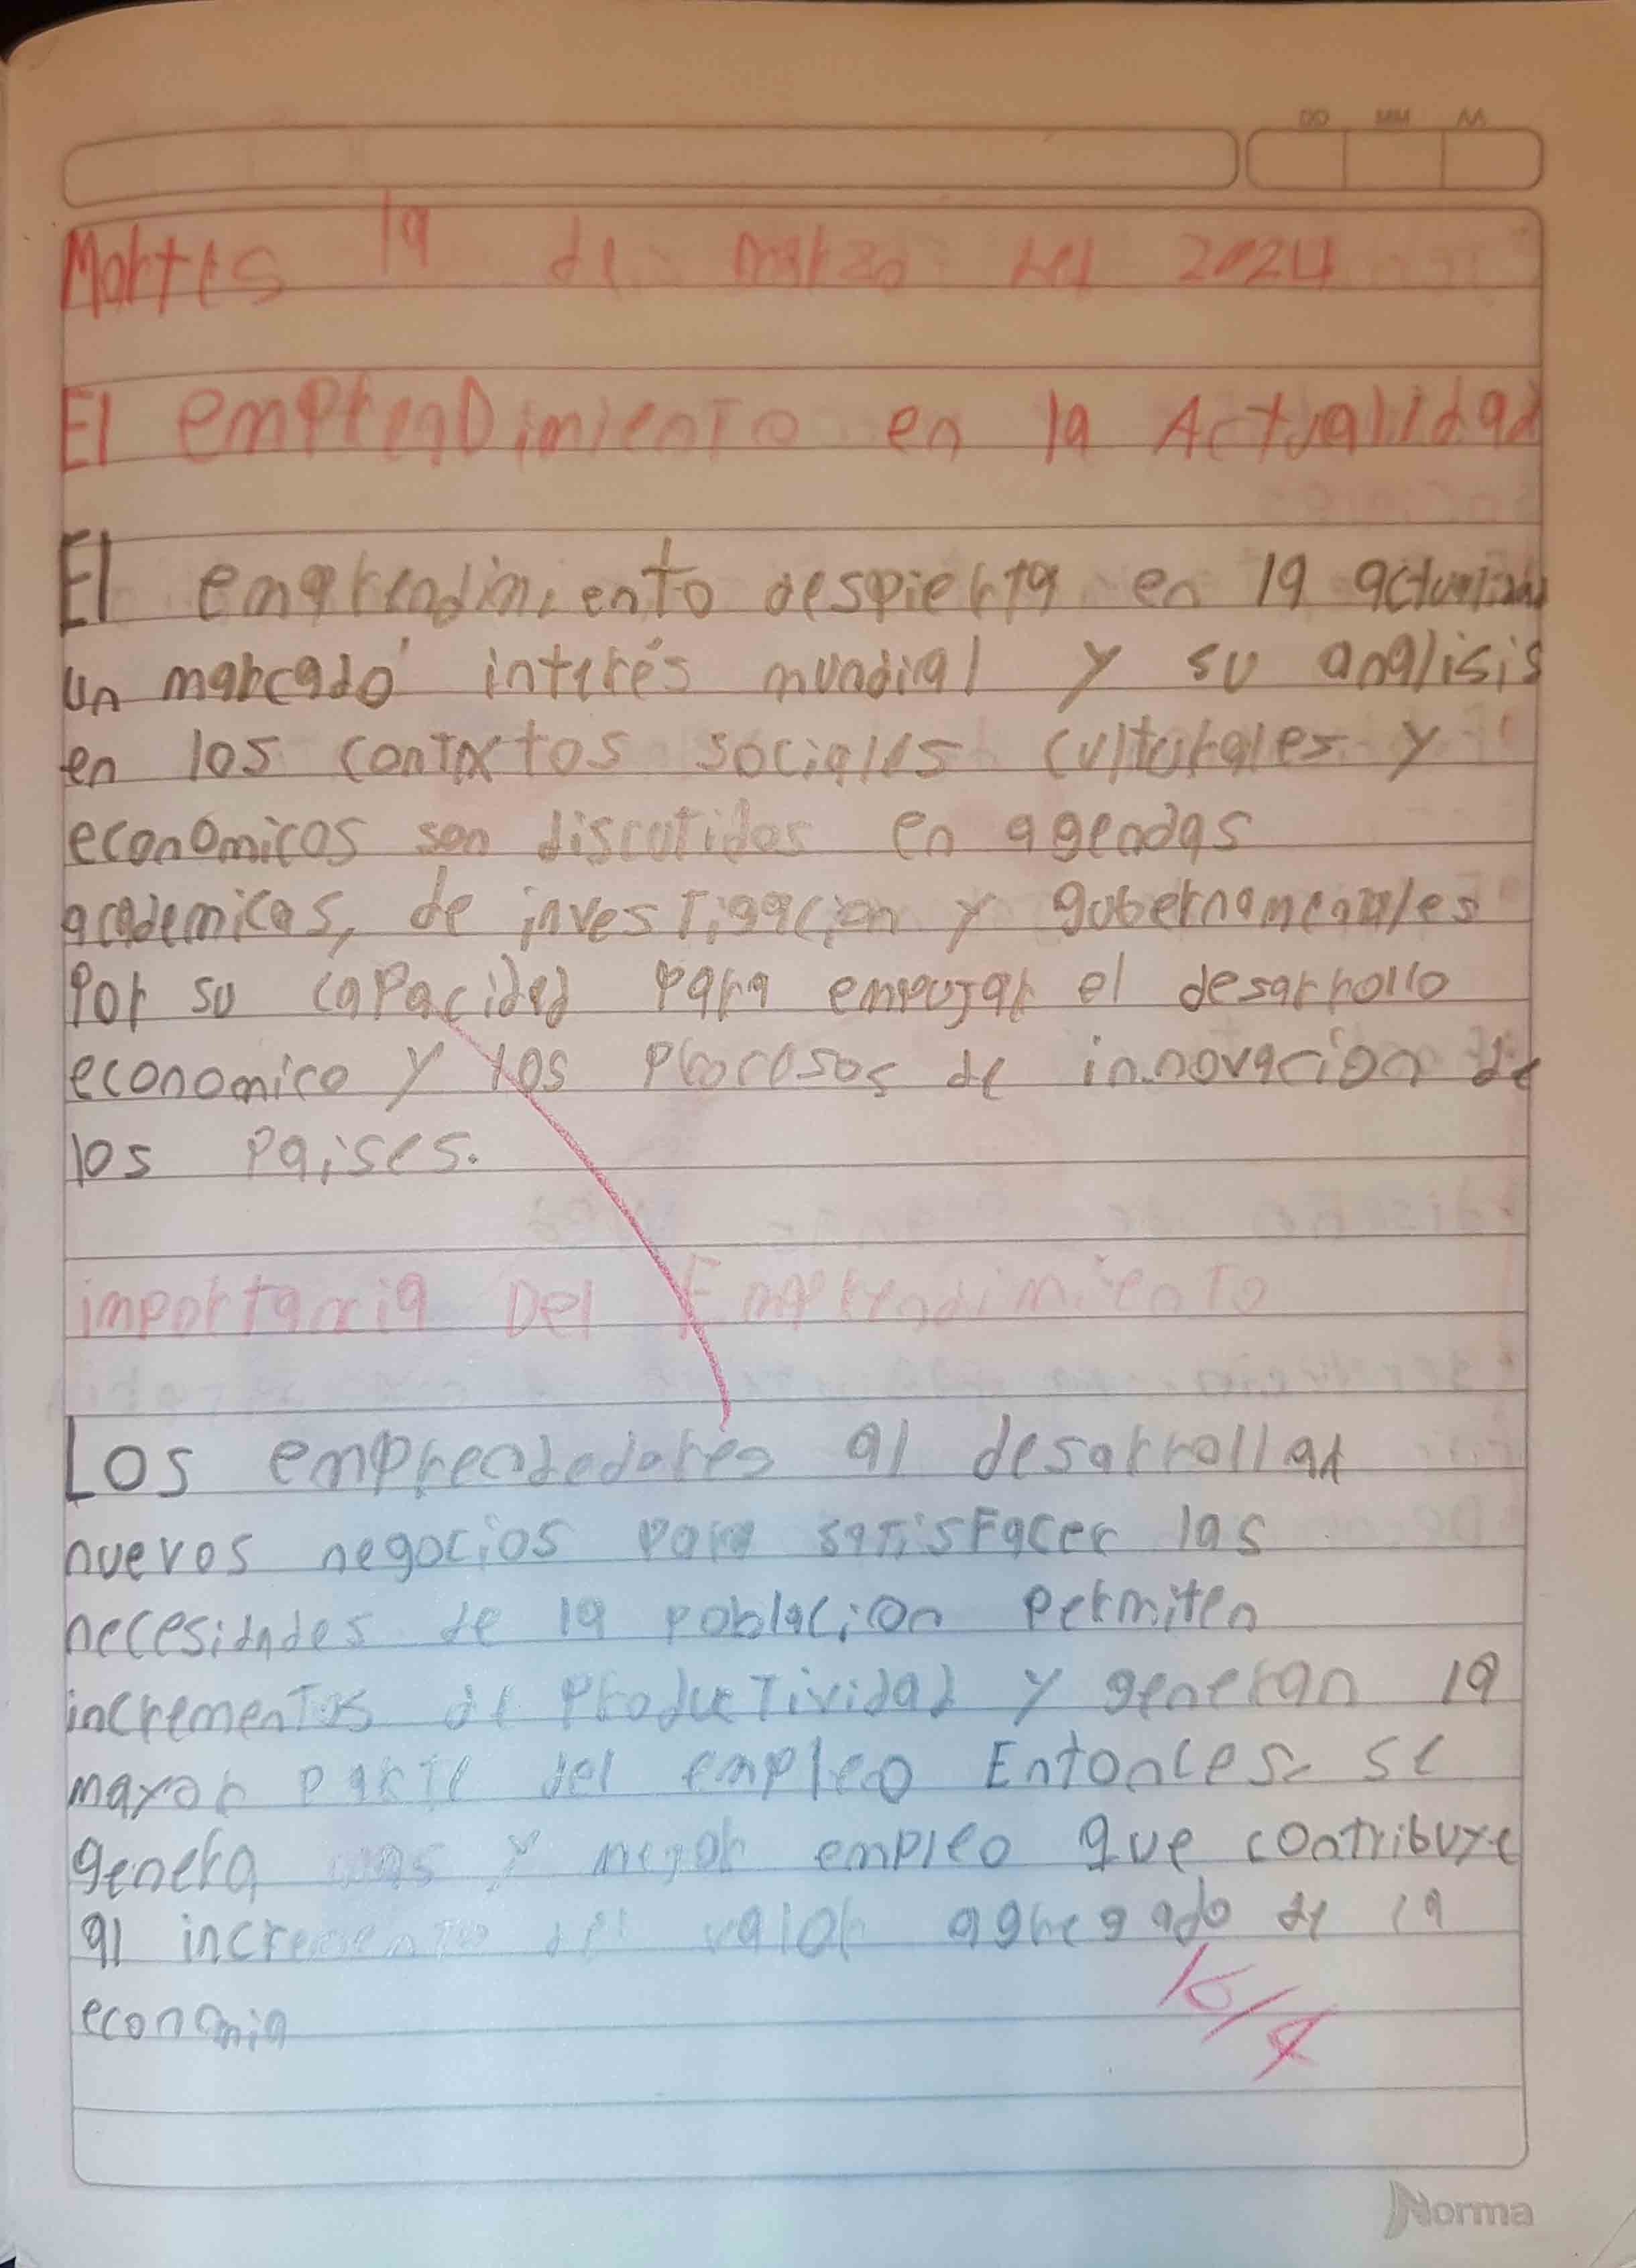 DD MM AA
Martes 19 de marzo del 2024
El emprenDimiento en la Actualidad
El emprendimiento despierta en la actualidad
un marcado interés mundial y su analisis
en los contextos sociales culturales y
económicos son discutidos en agendas
academicas, de investigacion y gubernamentales
Por su capacidad para empujar el desarrollo
economico y los procesos de innovacion de
los paises.
importancia Del Emprendimiento
Los emprendedores al desarrollar
nuevos negocios para satisfacer las
necesidades de la poblacion permiten
incrementos de productividad y generan la
mayor parte del empleo Entonces se
genera mas y mejor empleo que contribuye
al incremento del valor agregado de la
economia
Norma